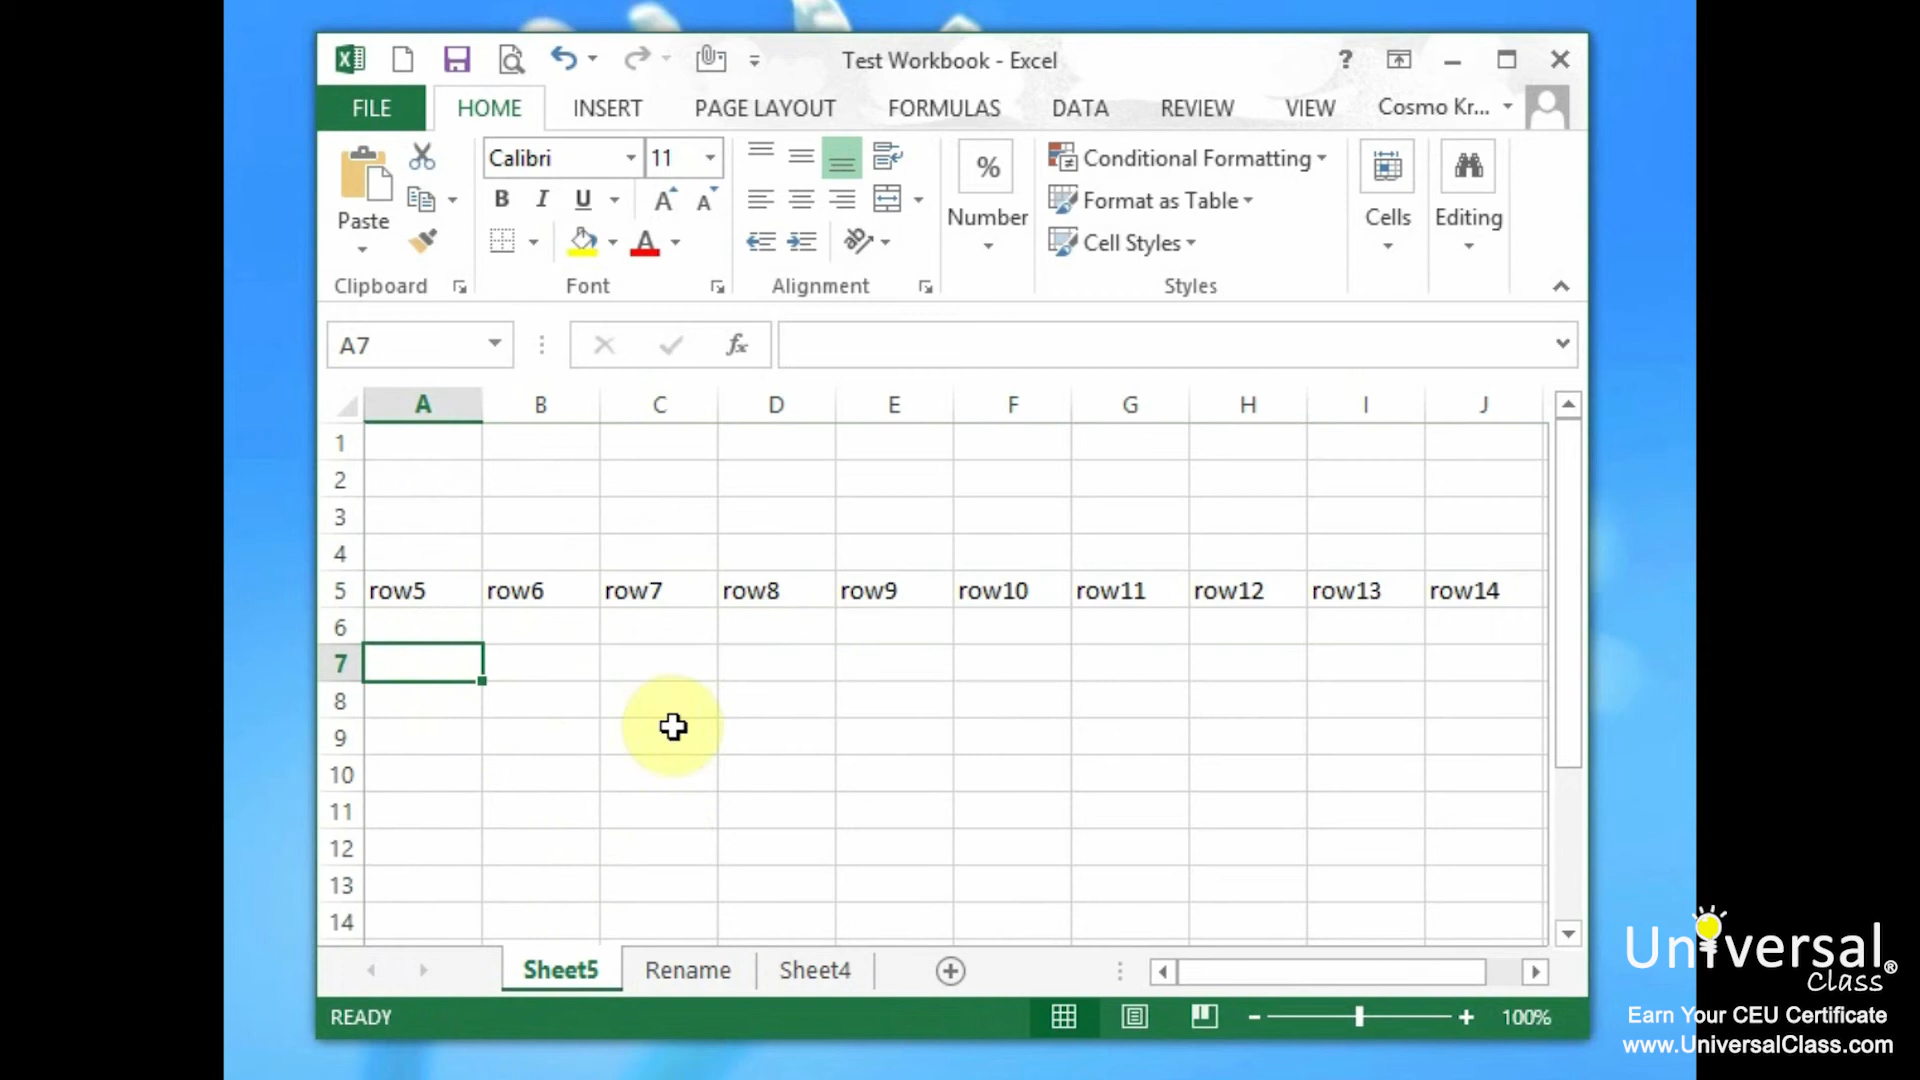 Test Workbook - Excel
?
FILE HOME INSERT PAGE LAYOUT FORMULAS DATA REVIEW VIEW Cosmo Kr...
Calibri 11
% Conditional Formatting
Paste B I U A A Number Format as Table Cells Editing
A Cell Styles
Clipboard Font Alignment Styles
A7 fx
A B C D E F G H I J
1
2
3
4
5 row5 row6 row7 row8 row9 row10 row11 row12 row13 row14
6
7
8
9
10
11
12
13
14
Sheet5 Rename Sheet4
READY 100%
Universal®
Class
Earn Your CEU Certificate
www.UniversalClass.com